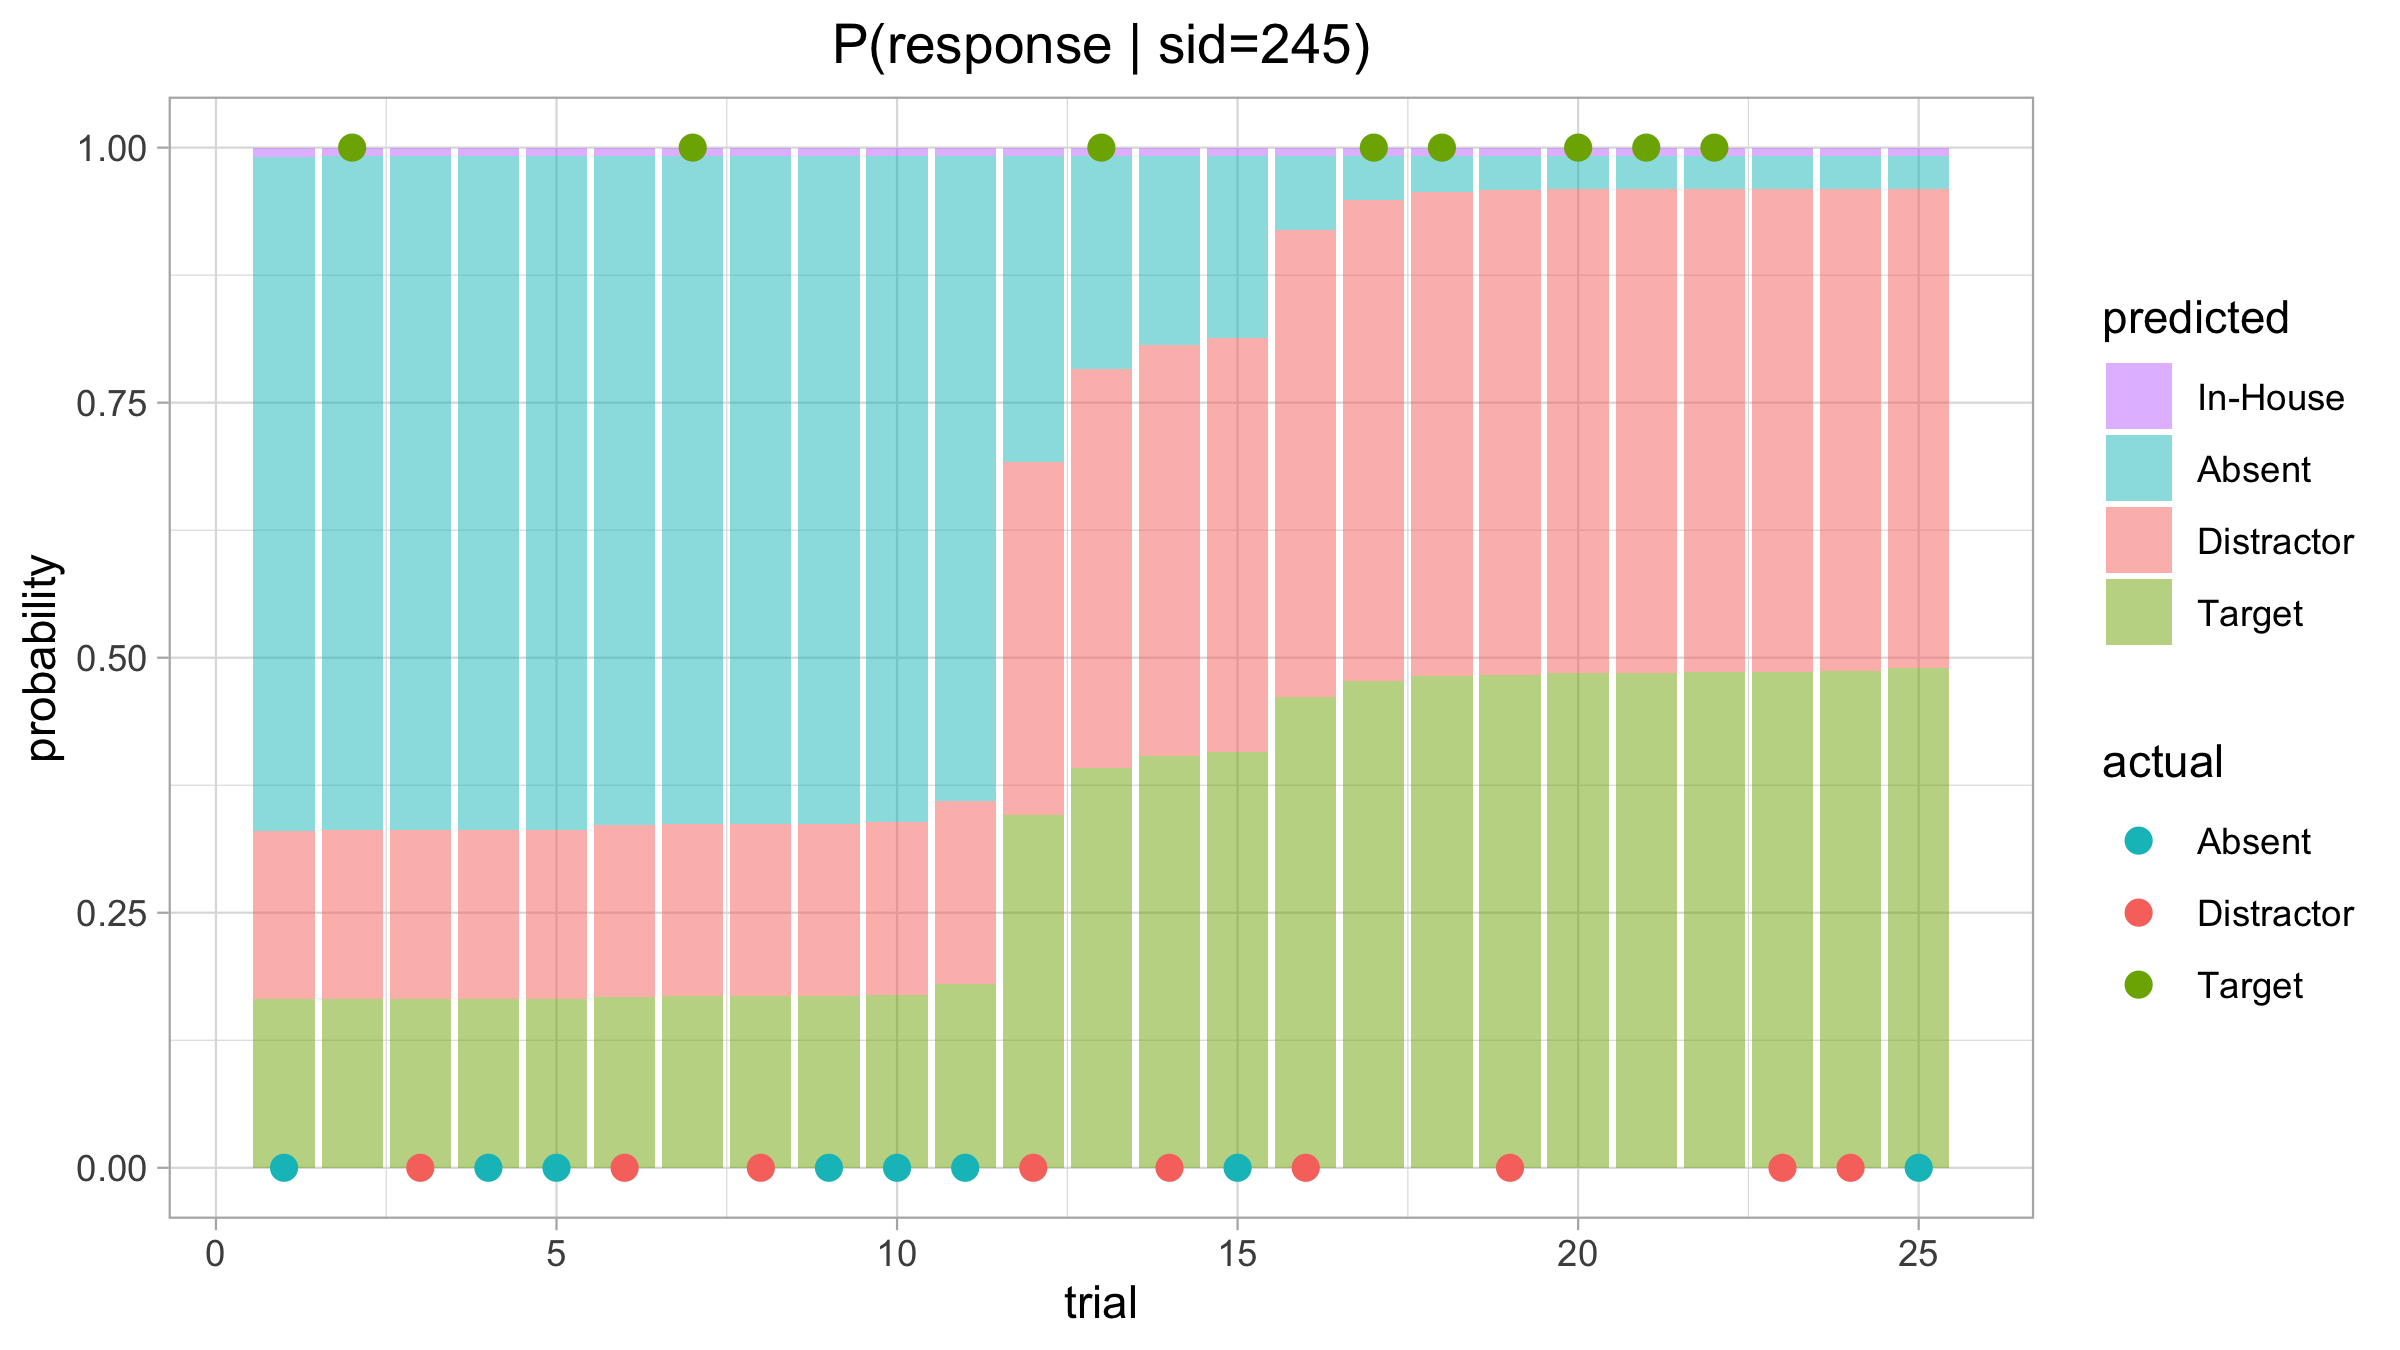 P(response | sid=245)
probability
1.00
0.75
0.50
0.25
0.00
0 5 10 15 20 25
trial
predicted
In-House
Absent
Distractor
Target
actual
Absent
Distractor
Target